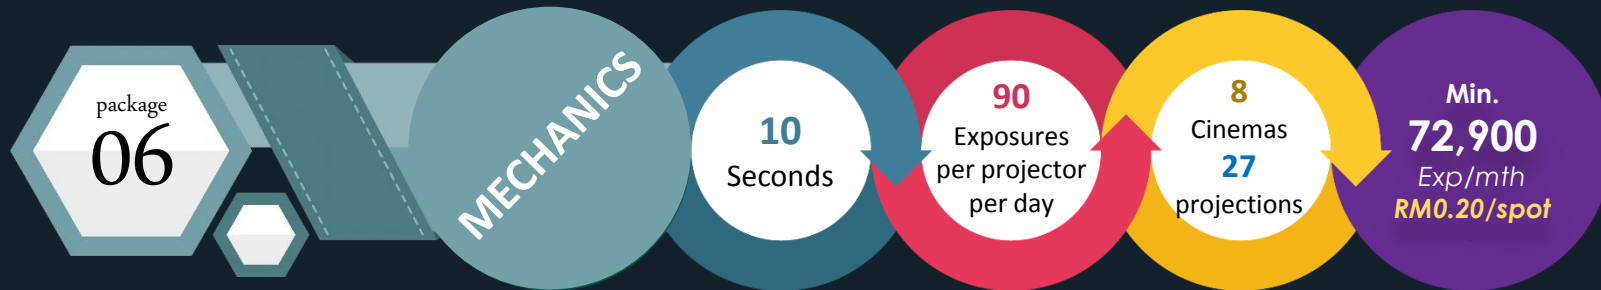 package
06
MECHANICS
10
Seconds
90
Exposures
per projector
per day
8
Cinemas
27
projections
Min.
72,900
Exp/mth
RM0.20/spot